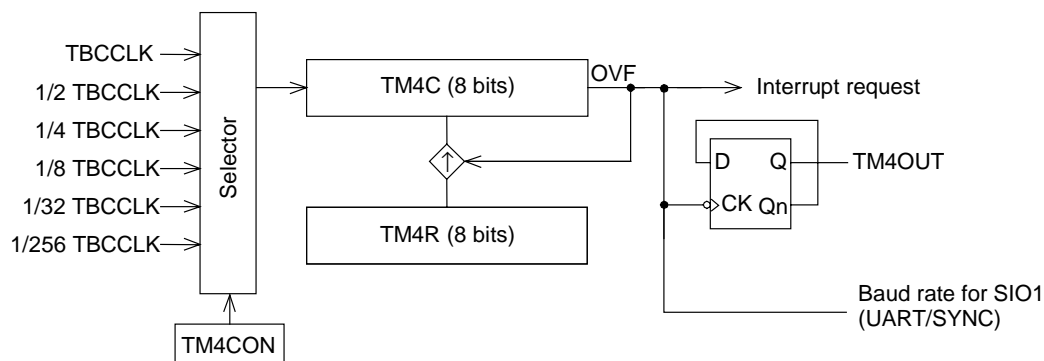 TBCCLK
1/2 TBCCLK
1/4 TBCCLK
1/8 TBCCLK
1/32 TBCCLK
1/256 TBCCLK
Selector
TM4CON
TM4C (8 bits)
OVF
TM4R (8 bits)
Interrupt request
D Q
CK Qn
TM4OUT
Baud rate for SIO1
(UART/SYNC)